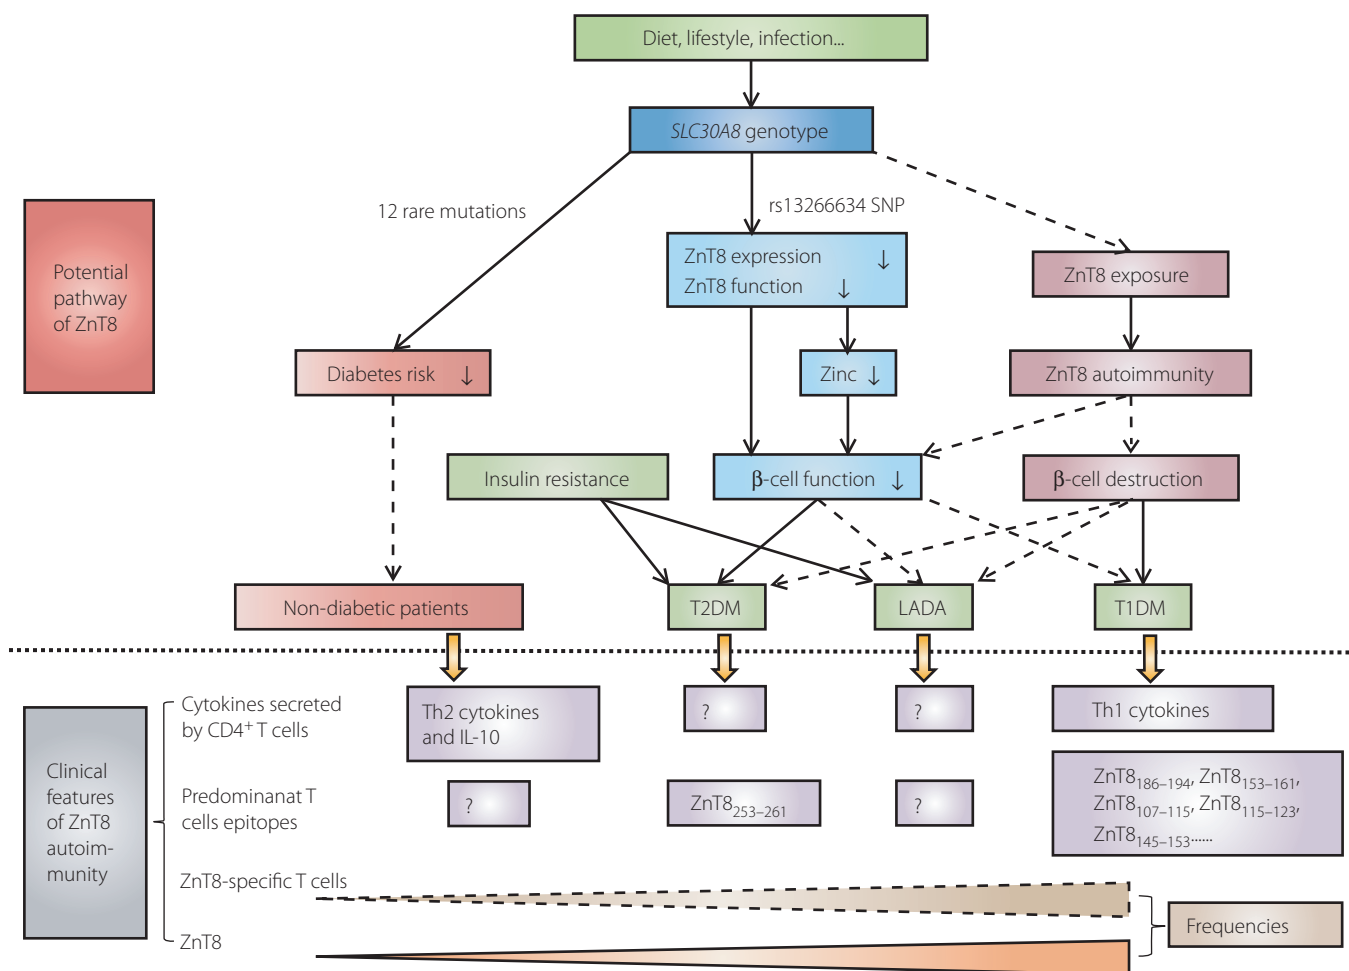 Diet, lifestyle, infection...
SLC30A8 genotype
12 rare mutations
rs13266634 SNP
Potential
pathway
of ZnT8
ZnT8 expression ↓
ZnT8 function ↓
ZnT8 exposure
Diabetes risk ↓
Zinc ↓
ZnT8 autoimmunity
Insulin resistance
β-cell function ↓
β-cell destruction
Non-diabetic patients
T2DM
LADA
T1DM
Clinical
features
of ZnT8
autoim-
munity
Cytokines secreted
by CD4+ T cells
Th2 cytokines
and IL-10
?
?
Th1 cytokines
Predominanat T
cells epitopes
?
ZnT8253–261
?
ZnT8186–194, ZnT8153–161,
ZnT8107–115, ZnT8115–123,
ZnT8145–153......
ZnT8-specific T cells
ZnT8
Frequencies